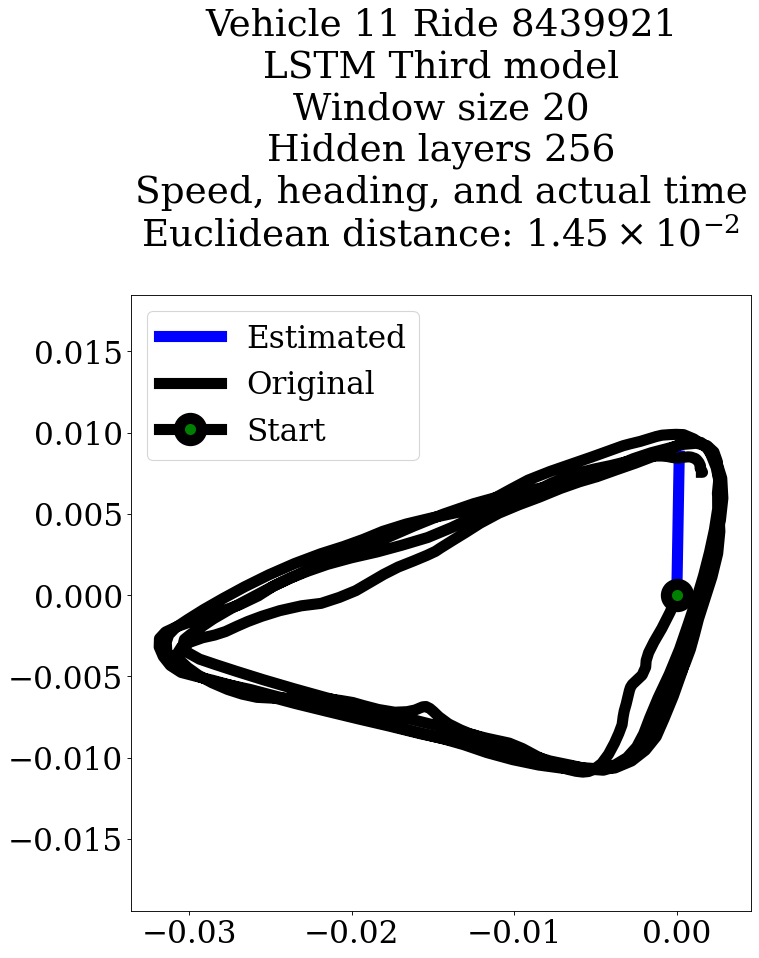 Vehicle 11 Ride 8439921
LSTM Third model
Window size 20
Hidden layers 256
Speed, heading, and actual time
Euclidean distance: 1.45 × 10⁻²
Estimated
Original
Start
0.015
0.010
0.005
0.000
−0.005
−0.010
−0.015
−0.03 −0.02 −0.01 0.00